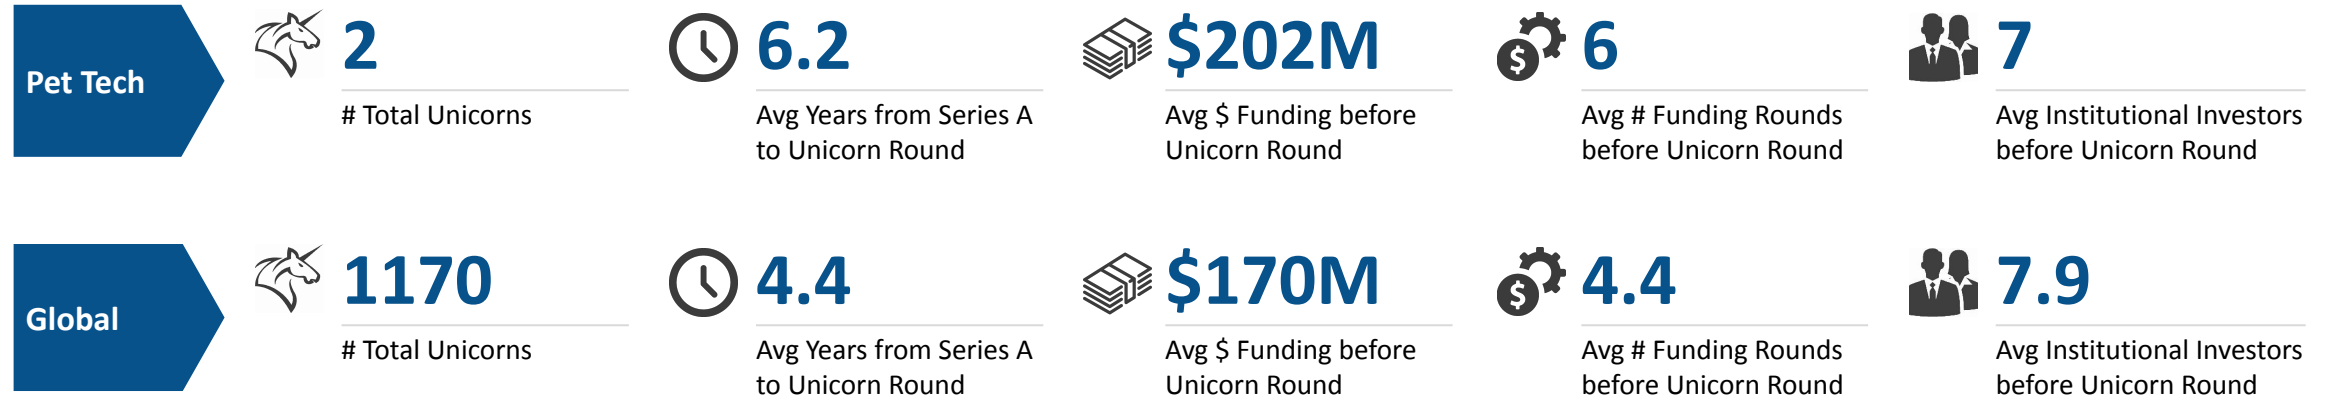 Pet Tech
2
# Total Unicorns
6.2
Avg Years from Series A
to Unicorn Round
$202M
Avg $ Funding before
Unicorn Round
$
6
Avg # Funding Rounds
before Unicorn Round
7
Avg Institutional Investors
before Unicorn Round
Global
1170
# Total Unicorns
4.4
Avg Years from Series A
to Unicorn Round
$170M
Avg $ Funding before
Unicorn Round
$
4.4
Avg # Funding Rounds
before Unicorn Round
7.9
Avg Institutional Investors
before Unicorn Round